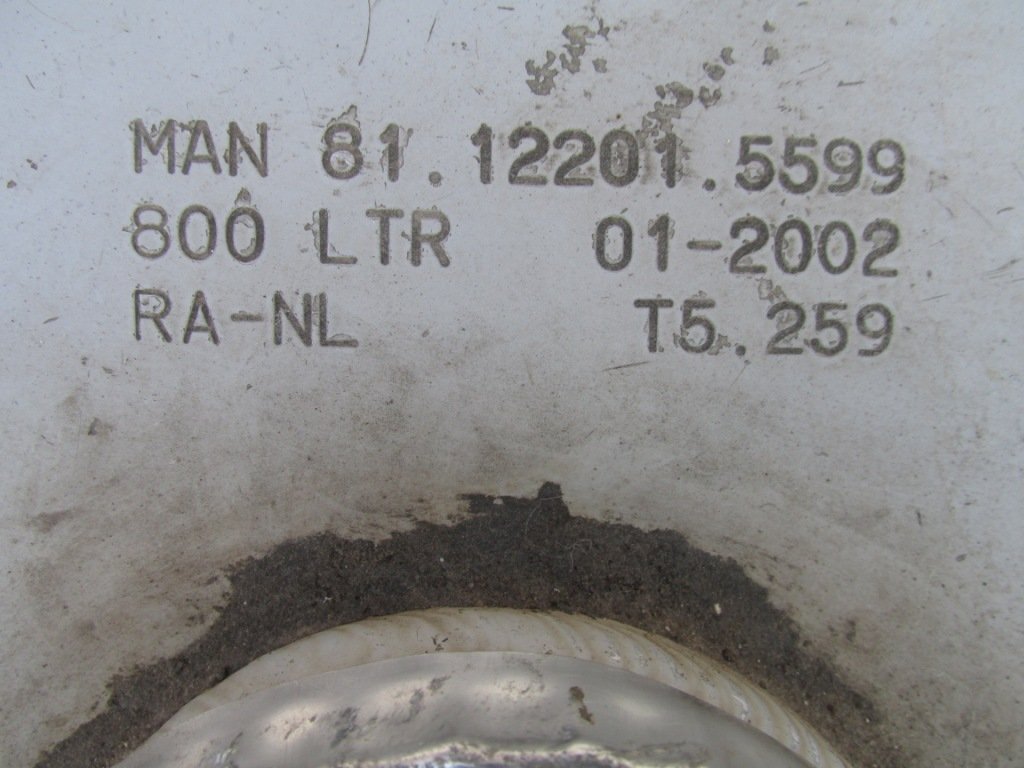 MAN 81.12201.5599
800 LTR 01-2002
RA-NL T5.259